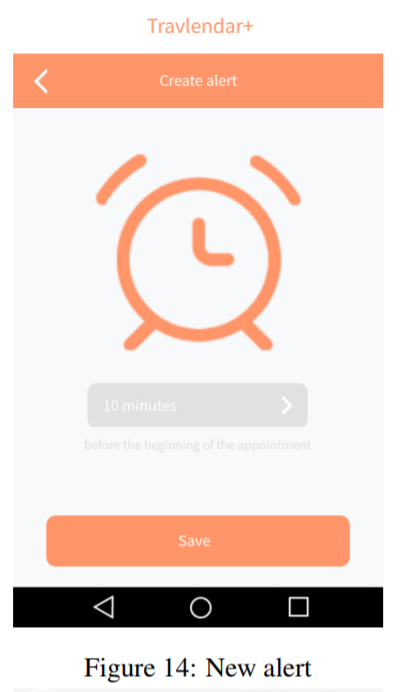 Travlendar+
Create alert
10 minutes
before the beginning of the appointment
Save
Figure 14: New alert